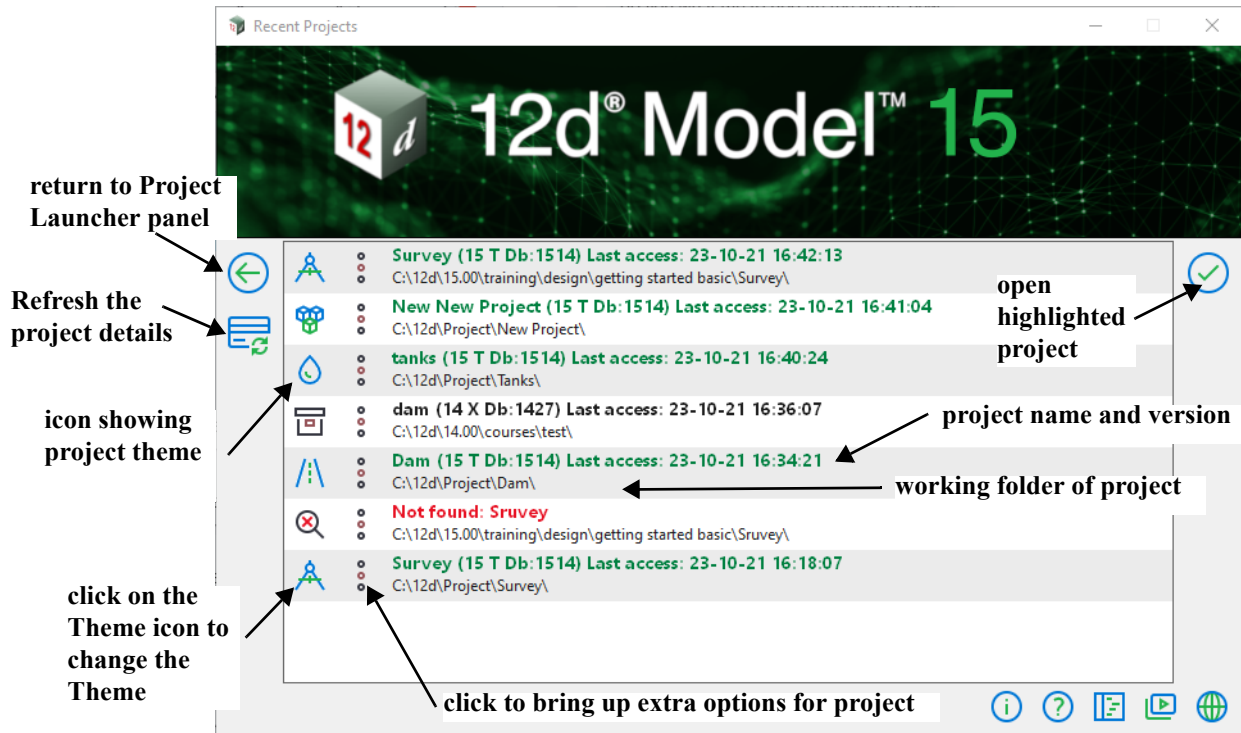 Recent Projects
12 d 12d® Model™ 15
return to Project
Launcher panel
Refresh the
project details
icon showing
project theme
click on the
Theme icon to
change the
Theme
Survey (15 T Db:1514) Last access: 23-10-21 16:42:13
C:\12d\15.00\training\design\getting started basic\Survey\
New New Project (15 T Db:1514) Last access: 23-10-21 16:41:04
C:\12d\Project\New Project\
tanks (15 T Db:1514) Last access: 23-10-21 16:40:24
C:\12d\Project\Tanks\
dam (14 X Db:1427) Last access: 23-10-21 16:36:07
C:\12d\14.00\courses\test\
Dam (15 T Db:1514) Last access: 23-10-21 16:34:21
C:\12d\Project\Dam\
Not found: Sruvey
C:\12d\15.00\training\design\getting started basic\Sruvey\
Survey (15 T Db:1514) Last access: 23-10-21 16:18:07
C:\12d\Project\Survey\
open
highlighted
project
project name and version
working folder of project
click to bring up extra options for project